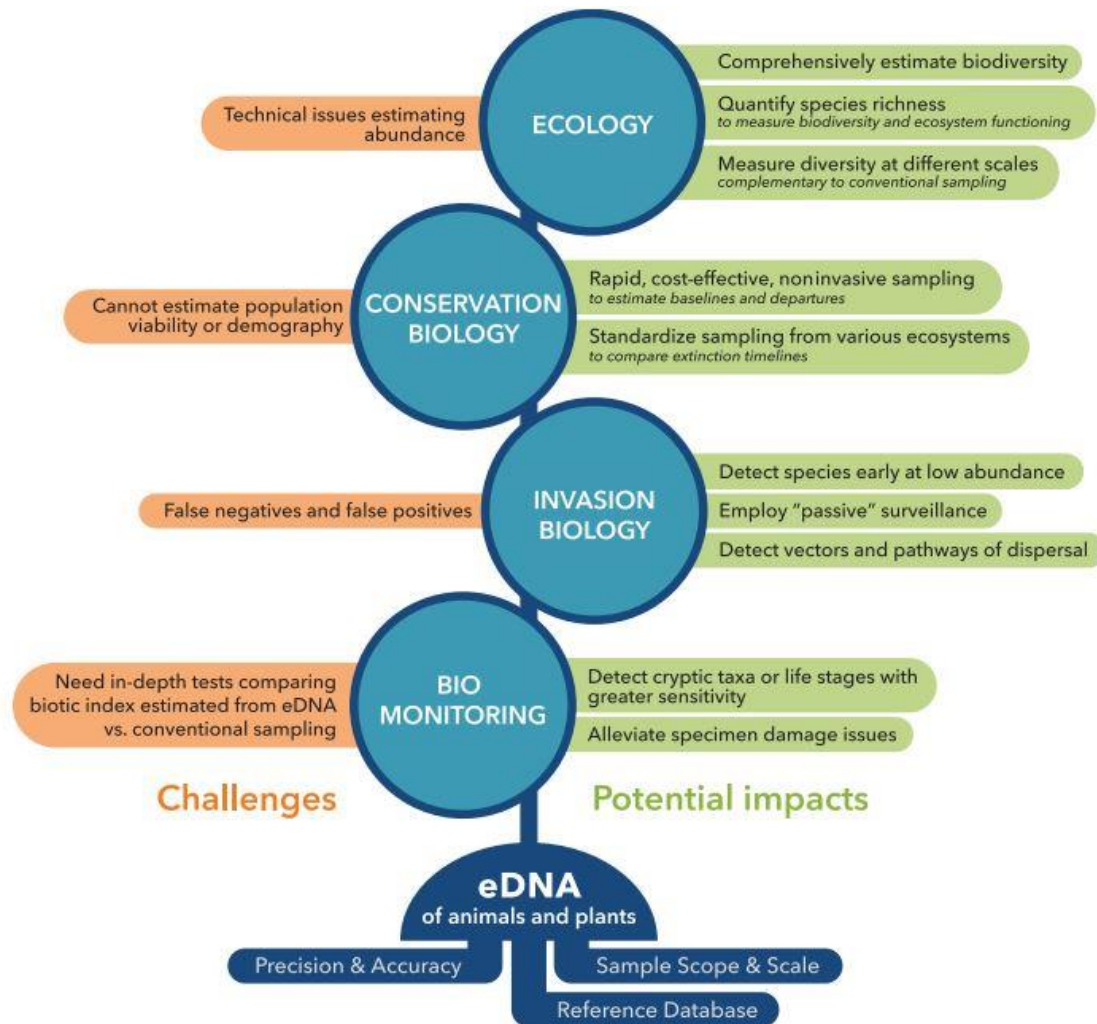 Comprehensively estimate biodiversity
Technical issues estimating
abundance
ECOLOGY
Quantify species richness
to measure biodiversity and ecosystem functioning
Measure diversity at different scales
complementary to conventional sampling
Cannot estimate population
viability or demography
CONSERVATION
BIOLOGY
Rapid, cost-effective, noninvasive sampling
to estimate baselines and departures
Standardize sampling from various ecosystems
to compare extinction timelines
False negatives and false positives
INVASION
BIOLOGY
Detect species early at low abundance
Employ “passive” surveillance
Detect vectors and pathways of dispersal
Need in-depth tests comparing
biotic index estimated from eDNA
vs. conventional sampling
BIO
MONITORING
Detect cryptic taxa or life stages with
greater sensitivity
Alleviate specimen damage issues
Challenges
Potential impacts
eDNA
of animals and plants
Precision & Accuracy
Sample Scope & Scale
Reference Database